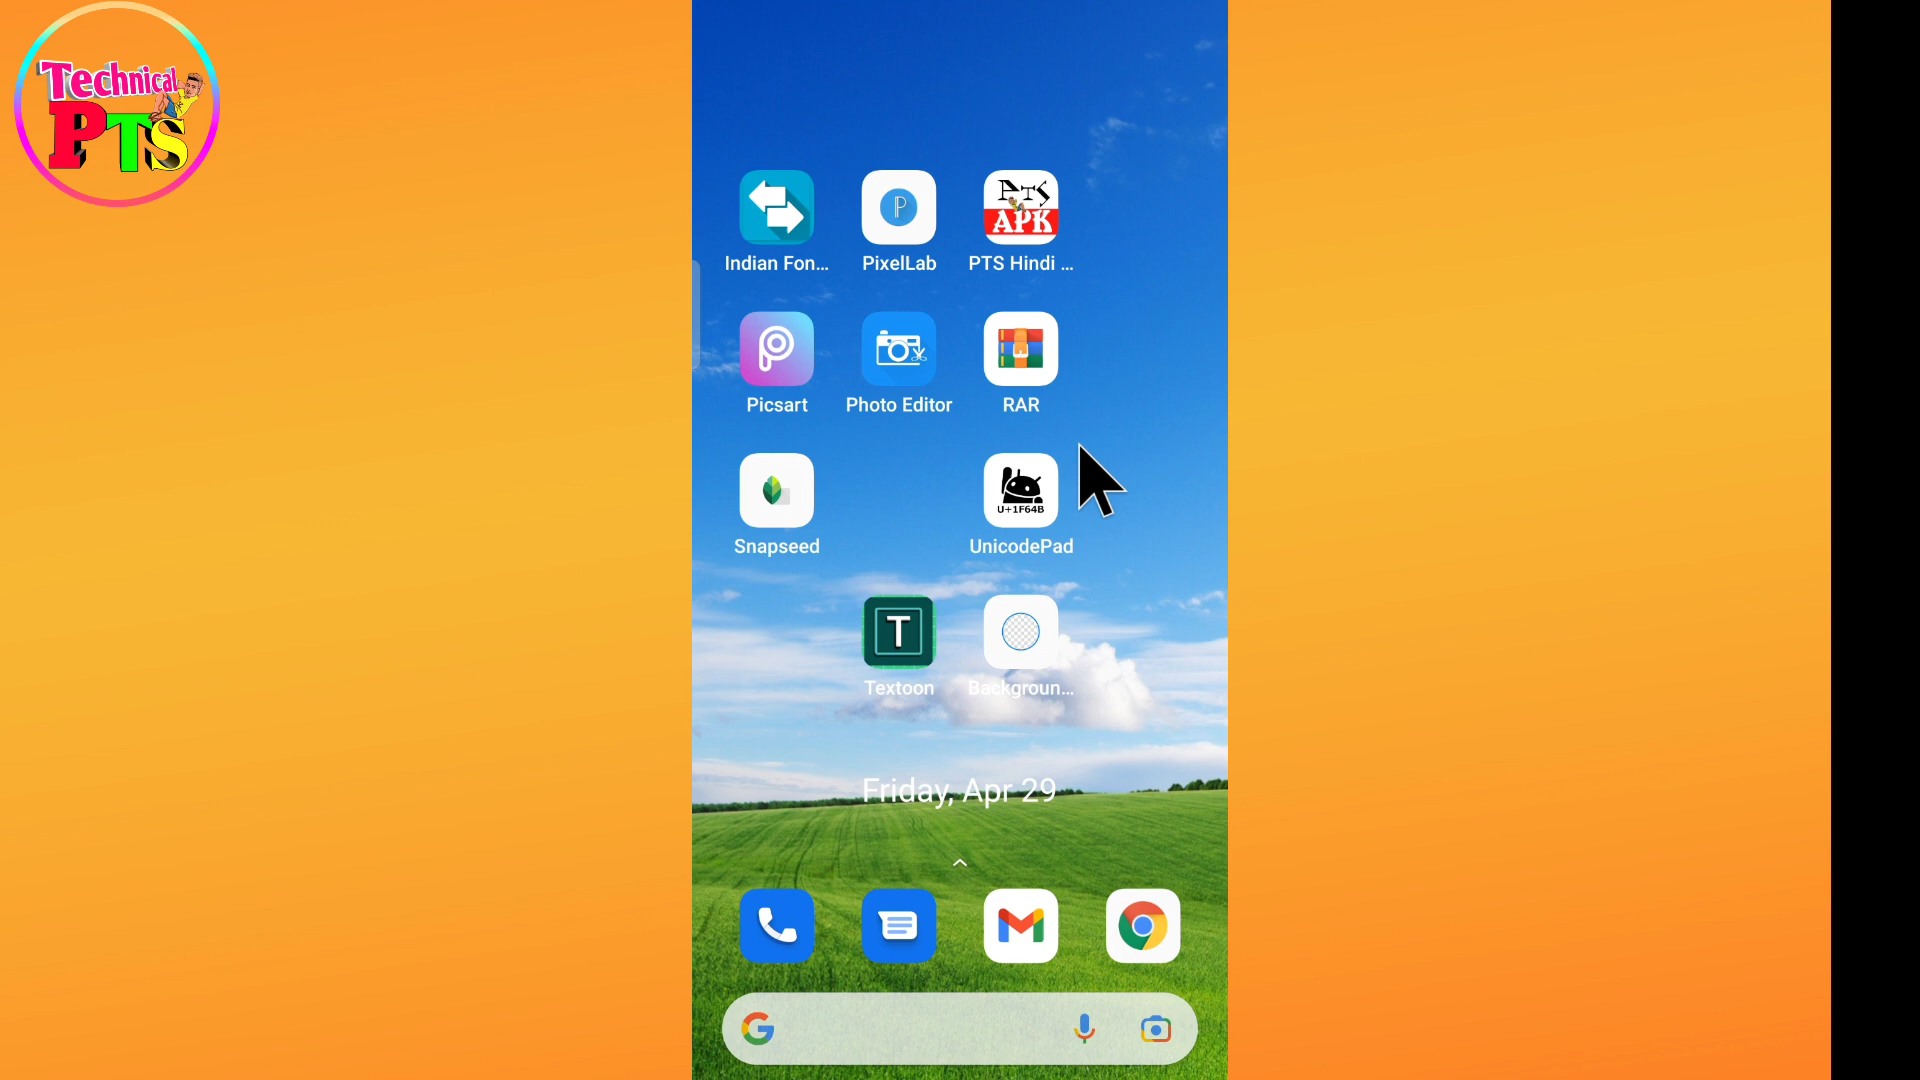 Technical
PTS
PTS
APK
Indian Fon...
PixelLab
PTS Hindi ...
Picsart
Photo Editor
RAR
U+1F64B
Snapseed
UnicodePad
T
Textoon
Backgroun...
Friday, Apr 29